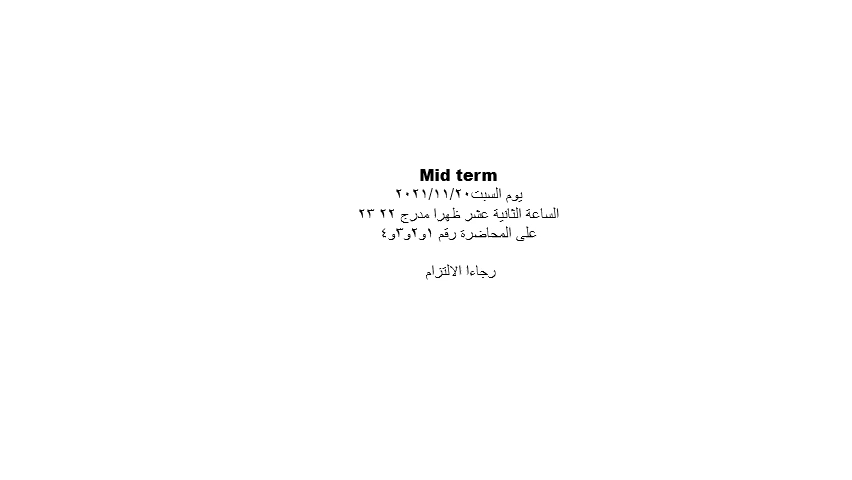 Mid term
يوم السبت٢٠٢١/١١/٢٠
الساعة الثانية عشر ظهرا مدرج ٢٢ ٢٣
على المحاضرة رقم ١و٢و٣و٤
رجاءا الالتزام